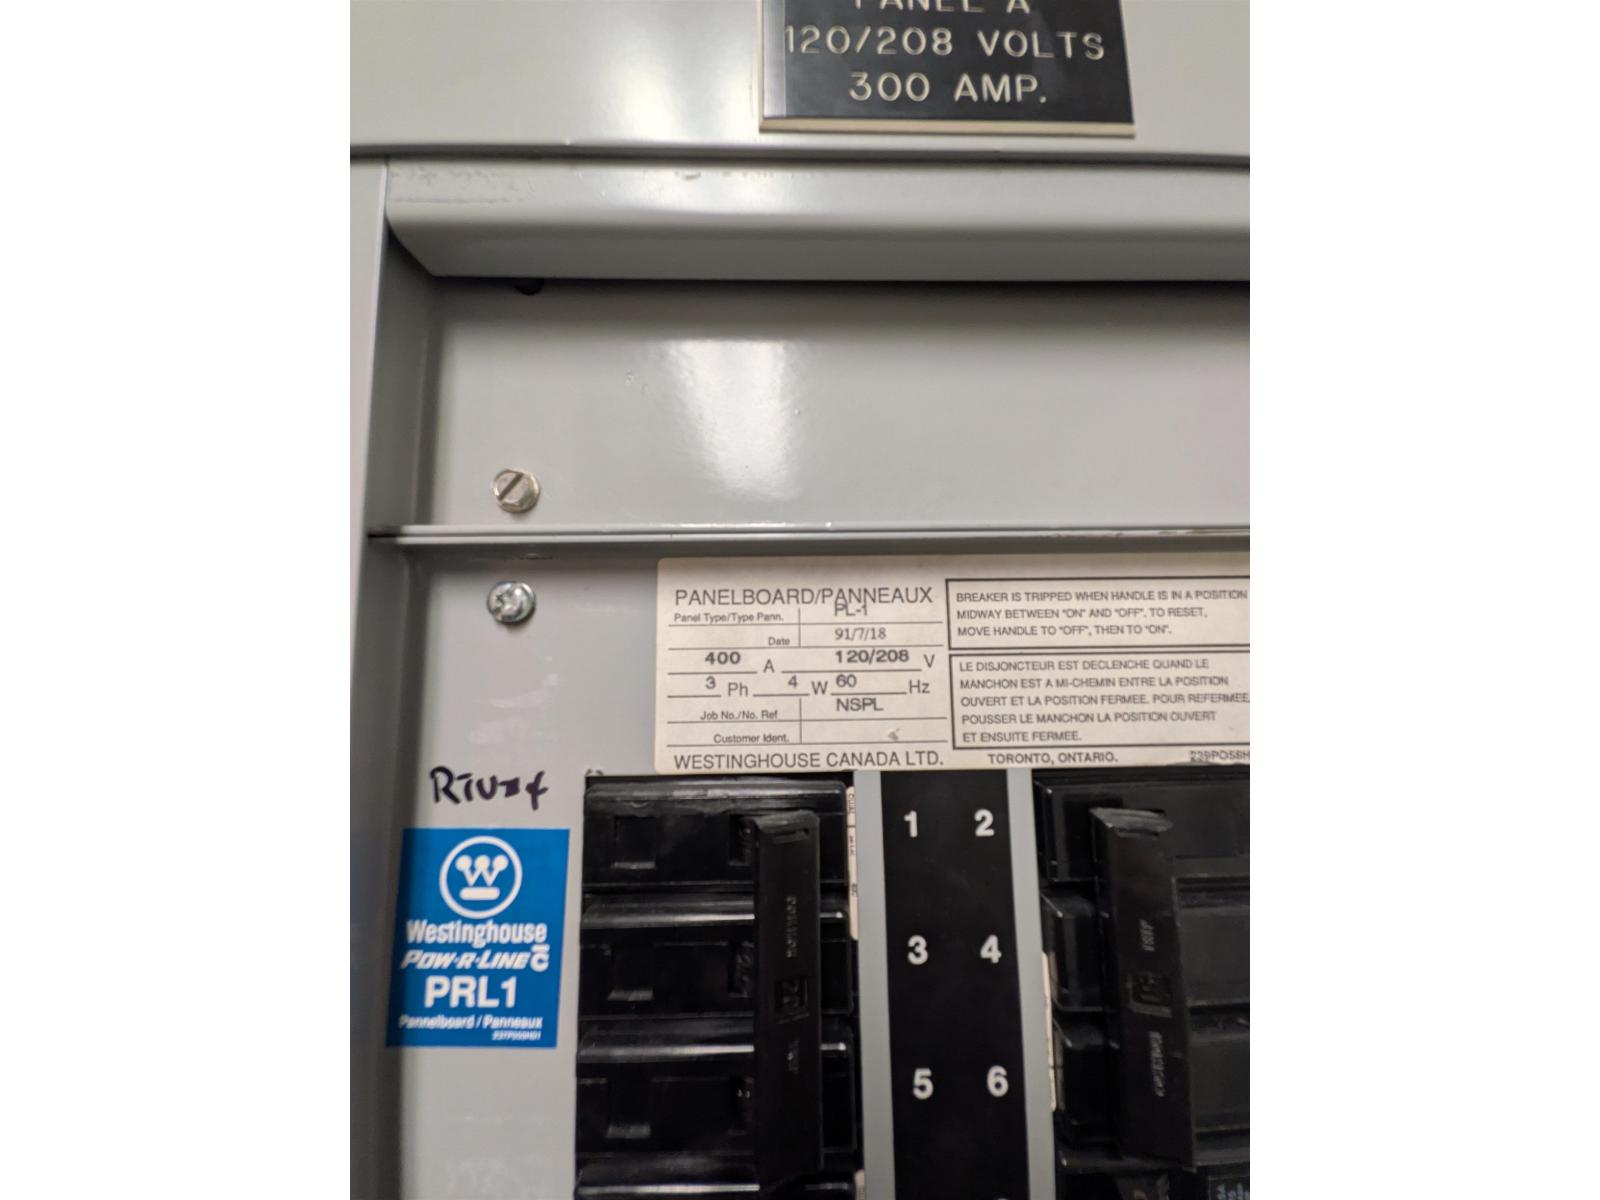 PANEL A
120/208 VOLTS
300 AMP.
PANELBOARD/PANNEAUX
Panel Type/Type Pann. PL-1
Date 91/7/18
400 A 120/208 V
3 Ph 4 W 60 Hz
Job No./No. Ref NSPL
Customer Ident.
WESTINGHOUSE CANADA LTD. TORONTO, ONTARIO.
BREAKER IS TRIPPED WHEN HANDLE IS IN A POSITION
MIDWAY BETWEEN "ON" AND "OFF". TO RESET,
MOVE HANDLE TO "OFF", THEN TO "ON".
LE DISJONCTEUR EST DECLENCHE QUAND LE
MANCHON EST A MI-CHEMIN ENTRE LA POSITION
OUVERT ET LA POSITION FERMEE. POUR REFERMEE,
POUSSER LE MANCHON LA POSITION OUVERT
ET ENSUITE FERMEE.
W
Westinghouse
POW-R-LINE C
PRL1
Pannelboard / Panneaux
1 2
3 4
5 6